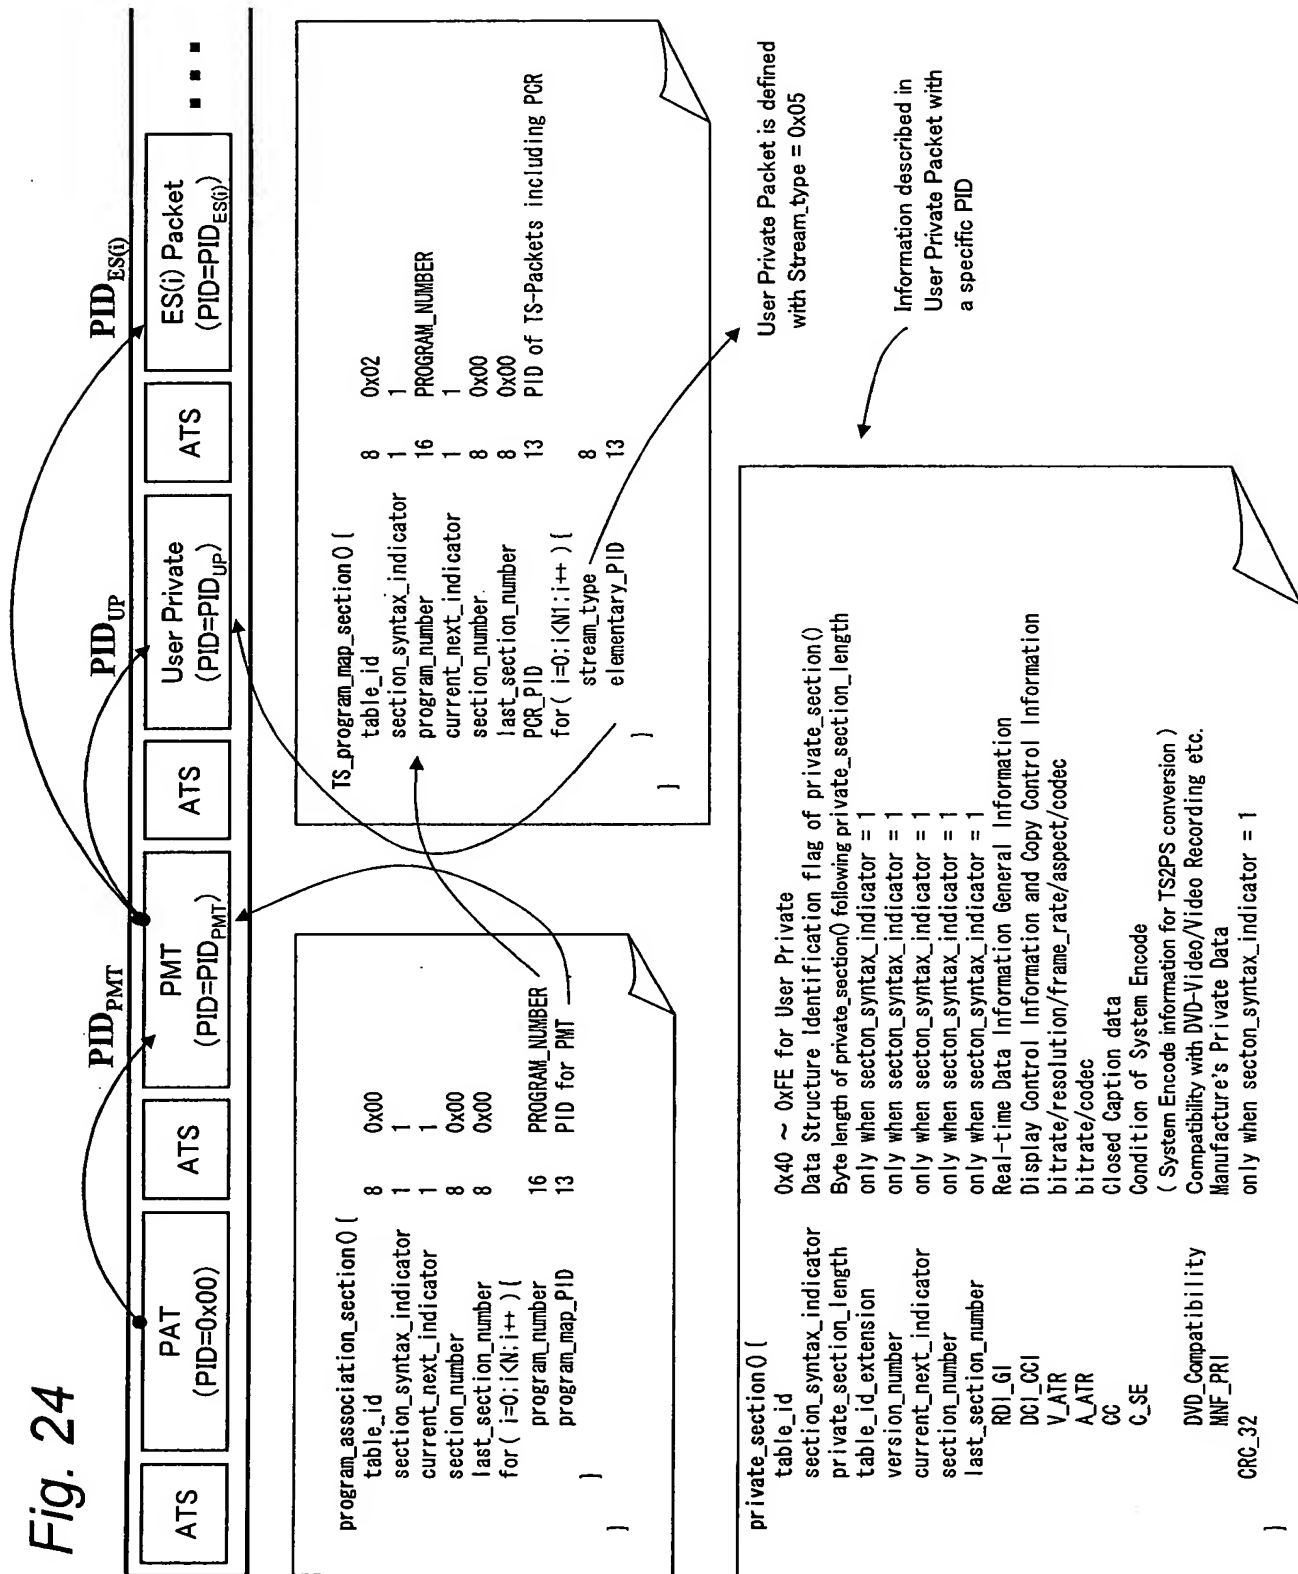 Fig. 24
PID_PMT
PID_UP
PID_ES(i)
ATS
PAT
(PID=0x00)
ATS
PMT
(PID=PID_PMT)
ATS
User Private
(PID=PID_UP)
ATS
ES(i) Packet
(PID=PID_ES(i))
...
program_association_section() {
table_id 8 0x00
section_syntax_indicator 1 1
current_next_indicator 1 1
section_number 8 0x00
last_section_number 8 0x00
for( i=0;i<N;i++ ) {
program_number 16 PROGRAM_NUMBER
program_map_PID 13 PID for PMT
}
TS_program_map_section() {
table_id 8 0x02
section_syntax_indicator 1 1
program_number 16 PROGRAM_NUMBER
current_next_indicator 1 1
section_number 8 0x00
last_section_number 8 0x00
PCR_PID 13 PID of TS-Packets including PCR
for( i=0;i<N1;i++ ) {
stream_type 8
elementary_PID 13
}
User Private Packet is defined
with Stream_type = 0x05
private_section() {
table_id 0x40 ~ 0xFE for User Private
section_syntax_indicator Data Structure Identification flag of private_section()
private_section_length Byte length of private_section() following private_section_length
table_id_extension only when secton_syntax_indicator = 1
version_number only when secton_syntax_indicator = 1
current_next_indicator only when secton_syntax_indicator = 1
section_number only when secton_syntax_indicator = 1
last_section_number only when secton_syntax_indicator = 1
RDI_GI Real-time Data Information General Information
DCI_CCI Display Control Information and Copy Control Information
V_ATR bitrate/resolution/frame_rate/aspect/codec
A_ATR bitrate/codec
CC Closed Caption data
C_SE Condition of System Encode
( System Encode information for TS2PS conversion )
DVD_Compatibility Compatibility with DVD-Video/Video Recording etc.
MNF_PRI Manufacture's Private Data
CRC_32 only when secton_syntax_indicator = 1
}
Information described in
User Private Packet with
a specific PID